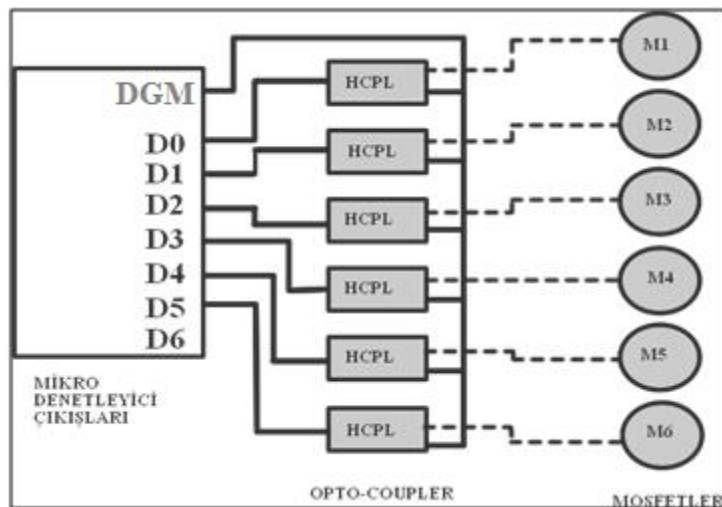 DGM
D0
D1
D2
D3
D4
D5
D6
MİKRO
DENETLEYİCİ
ÇIKIŞLARI
HCPL
HCPL
HCPL
HCPL
HCPL
HCPL
OPTO-COUPLER
M1
M2
M3
M4
M5
M6
MOSFETLER